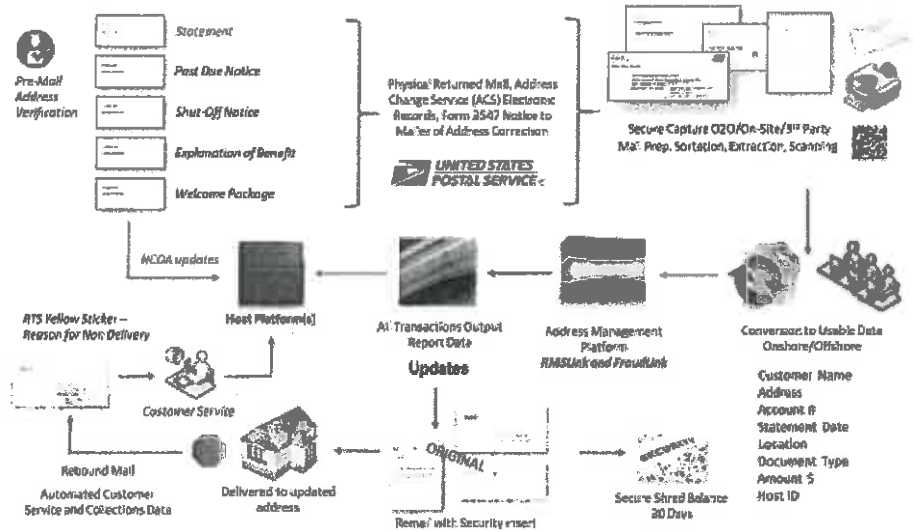 Pre-Mail
Address
Verification
Statement
Past Due Notice
Shut-Off Notice
Explanation of Benefit
Welcome Package
Physical Returned Mail, Address
Change Service (ACS) Electronic
Records, Form 3547 Notice to
Mailer of Address Correction
UNITED STATES
POSTAL SERVICE
Secure Capture O2O/On-Site/3rd Party
Mail Prep, Sortation, Extraction, Scanning
NCOA updates
Host Platform(s)
All Transactions Output
Report Data
Updates
Address Management
Platform
RMSLink and FraudLink
Conversion to Usable Data
Onshore/Offshore
Customer Name
Address
Account #
Statement Date
Location
Document Type
Amount $
Host ID
RTS Yellow Sticker –
Reason for Non Delivery
Customer Service
Rebound Mail
Automated Customer
Service and Collections Data
Delivered to updated
address
ORIGINAL
Remail with Security Insert
SECURITY
Secure Shred Balance
30 Days